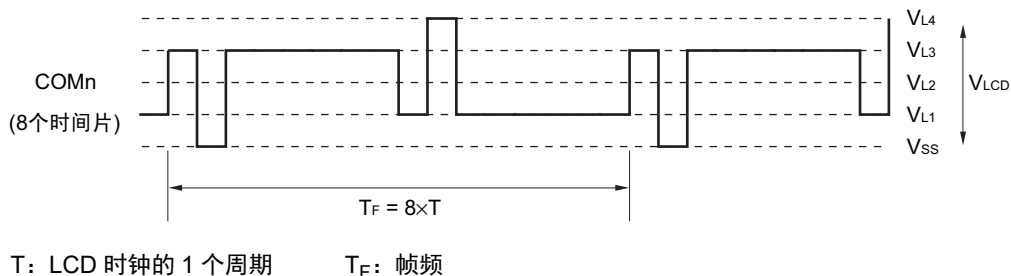 VL4
VL3
COMn
VL2
VLCD
(8个时间片)
VL1
VSS
TF = 8×T
T：LCD 时钟的 1 个周期 TF：帧频